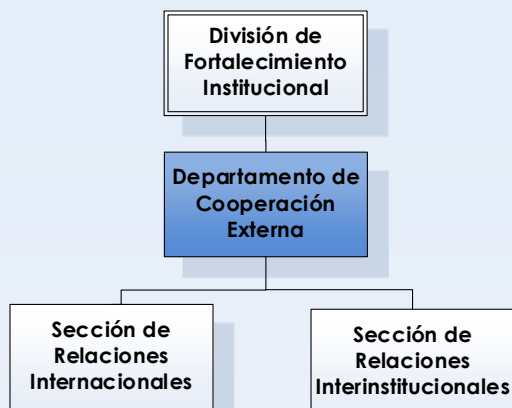 División de
Fortalecimiento
Institucional
Departamento de
Cooperación
Externa
Sección de
Relaciones
Internacionales
Sección de
Relaciones
Interinstitucionales